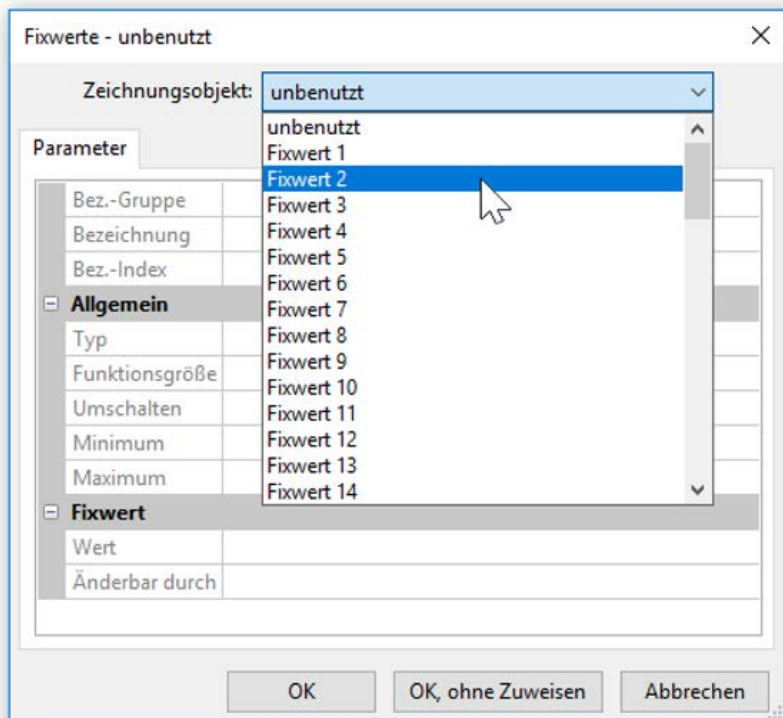 Fixwerte - unbenutzt
Zeichnungsobjekt: unbenutzt
unbenutzt
Parameter
Fixwert 1
Bez.-Gruppe
Fixwert 2
Fixwert 3
Bezeichnung
Fixwert 4
Bez.-Index
Fixwert 5
Fixwert 6
Allgemein
Fixwert 7
Typ
Fixwert 8
Funktionsgröße
Fixwert 9
Fixwert 10
Umschalten
Fixwert 11
Minimum
Fixwert 12
Fixwert 13
Maximum
Fixwert 14
Fixwert
Wert
Änderbar durch
OK
OK, ohne Zuweisen
Abbrechen